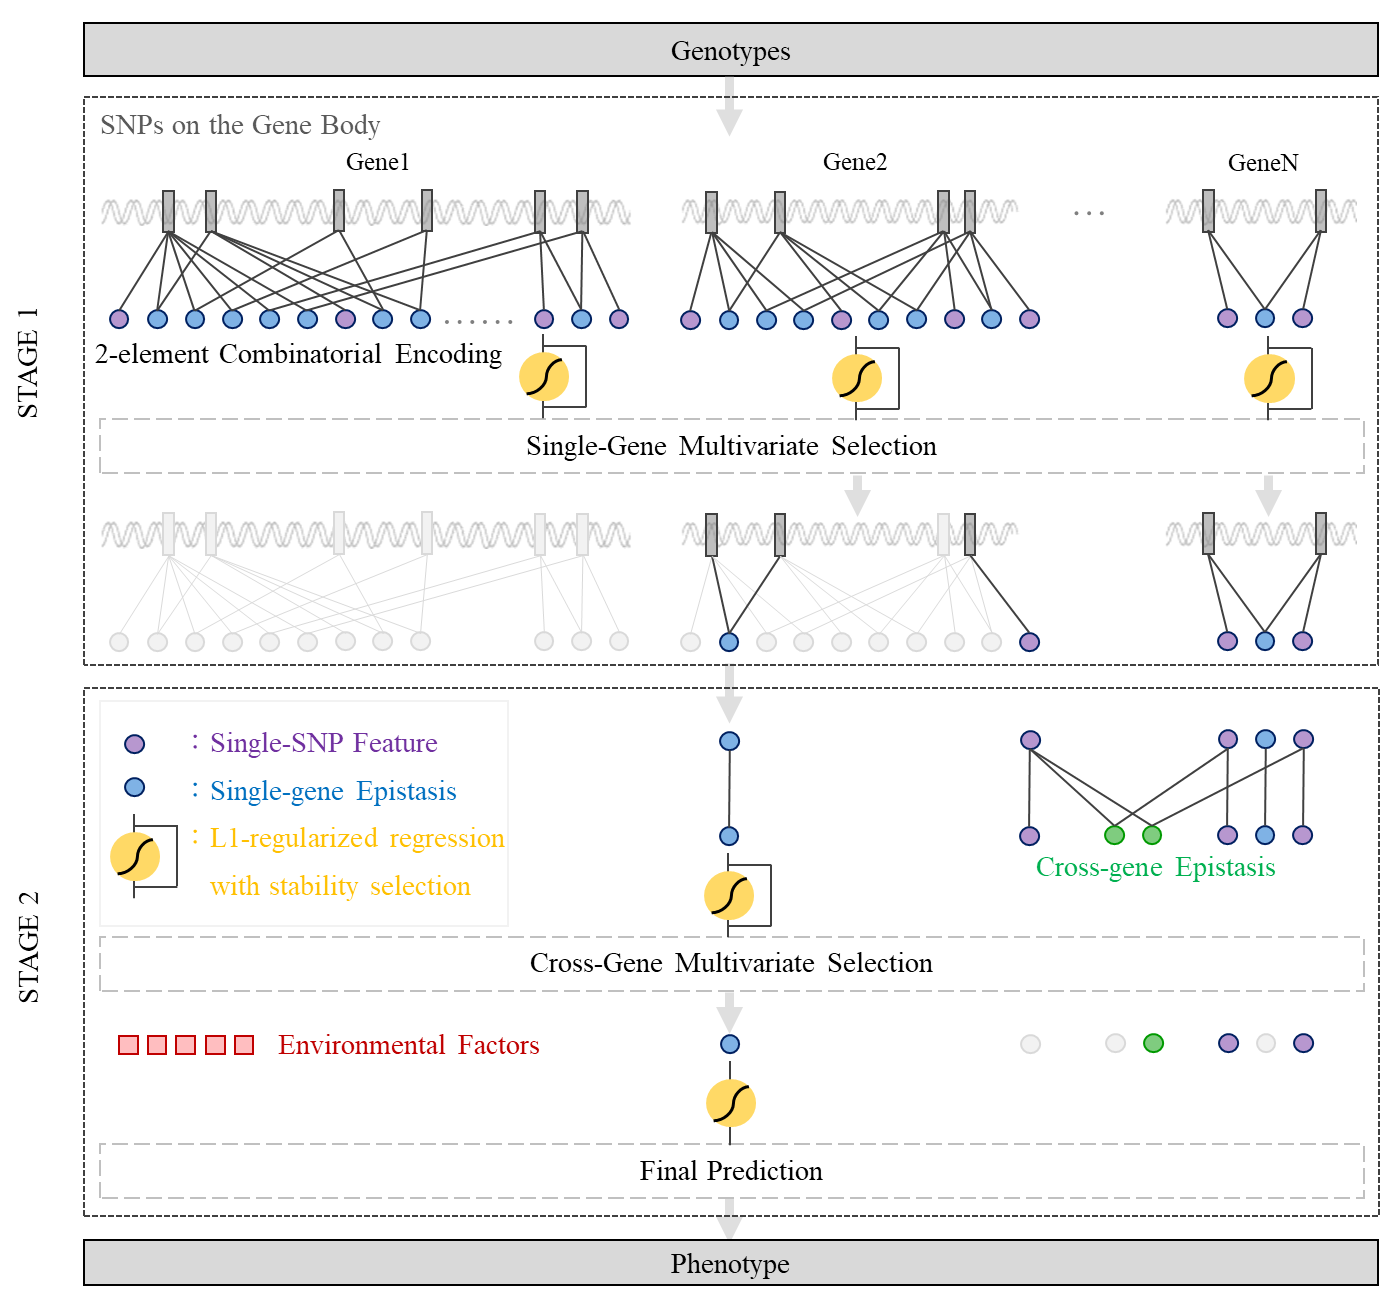 Genotypes
STAGE 1
SNPs on the Gene Body
Gene1
Gene2
GeneN
...
.......
2-element Combinatorial Encoding
Single-Gene Multivariate Selection
STAGE 2
: Single-SNP Feature
: Single-gene Epistasis
: L1-regularized regression
with stability selection
Cross-gene Epistasis
Cross-Gene Multivariate Selection
Environmental Factors
Final Prediction
Phenotype